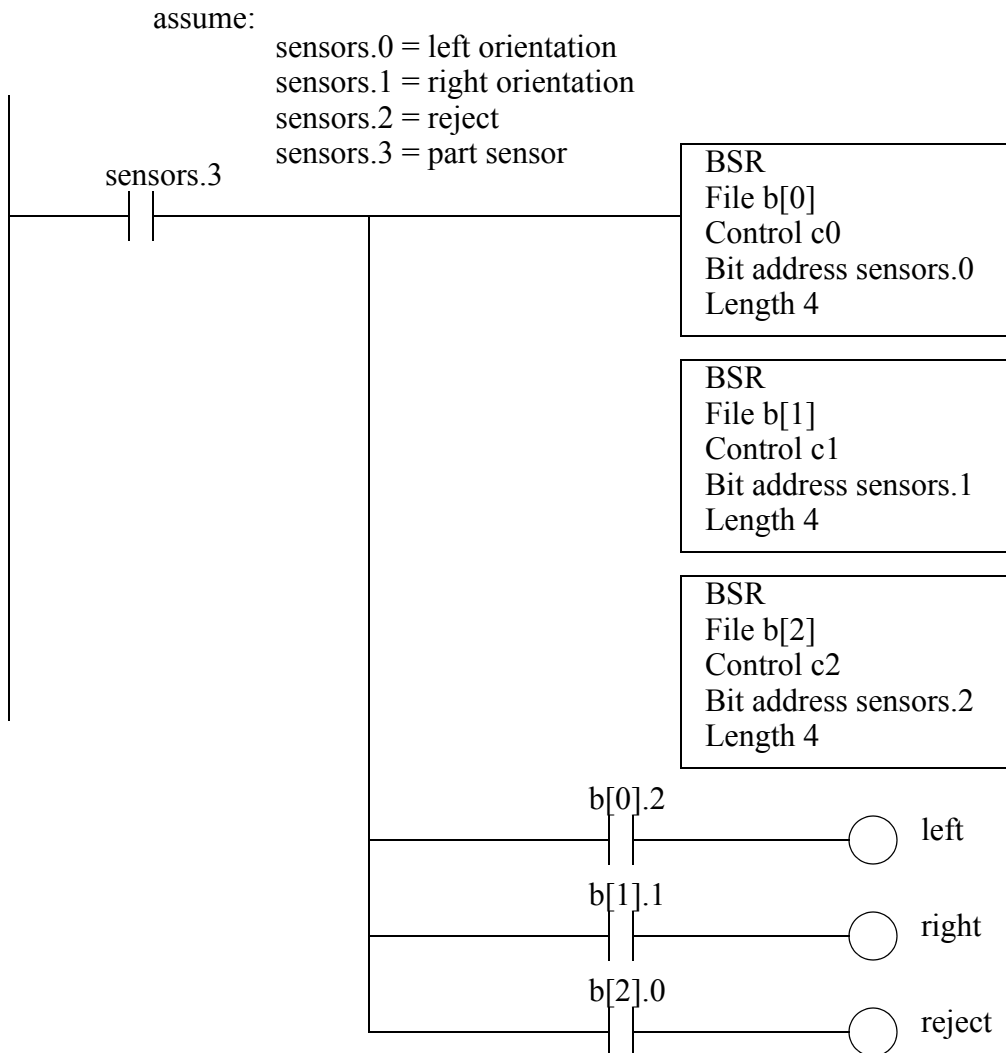 assume:
sensors.0 = left orientation
sensors.1 = right orientation
sensors.2 = reject
sensors.3 = part sensor
sensors.3
BSR
File b[0]
Control c0
Bit address sensors.0
Length 4
BSR
File b[1]
Control c1
Bit address sensors.1
Length 4
BSR
File b[2]
Control c2
Bit address sensors.2
Length 4
b[0].2
left
b[1].1
right
b[2].0
reject